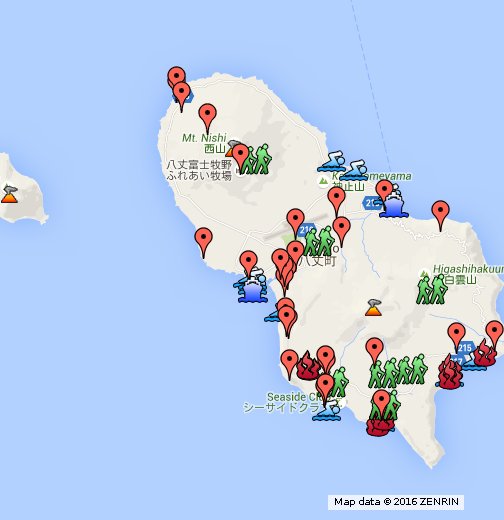 Mt. Nishi
西山
八丈富士牧野
ふれあい牧場
神止山
215
八丈町
Higashihakuun
白雲山
215
Seaside Cl
シーサイドクラ
Map data © 2016 ZENRIN